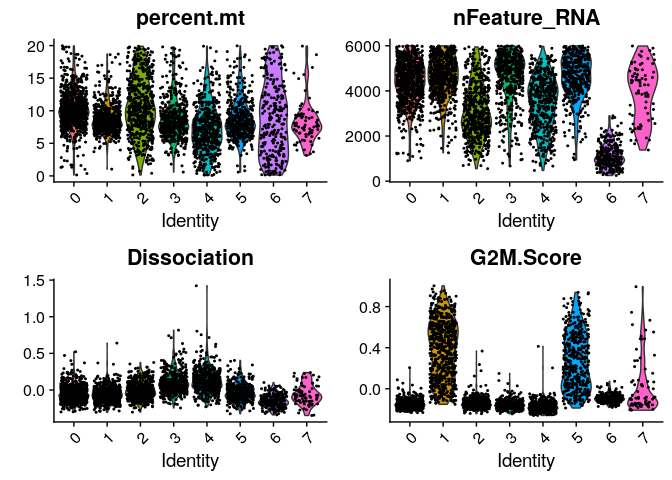 percent.mt
20
15
10
5
0
0 1 2 3 4 5 6 7
Identity
nFeature_RNA
6000
4000
2000
0
0 1 2 3 4 5 6 7
Identity
Dissociation
1.5
1.0
0.5
0.0
0 1 2 3 4 5 6 7
Identity
G2M.Score
0.8
0.4
0.0
0 1 2 3 4 5 6 7
Identity